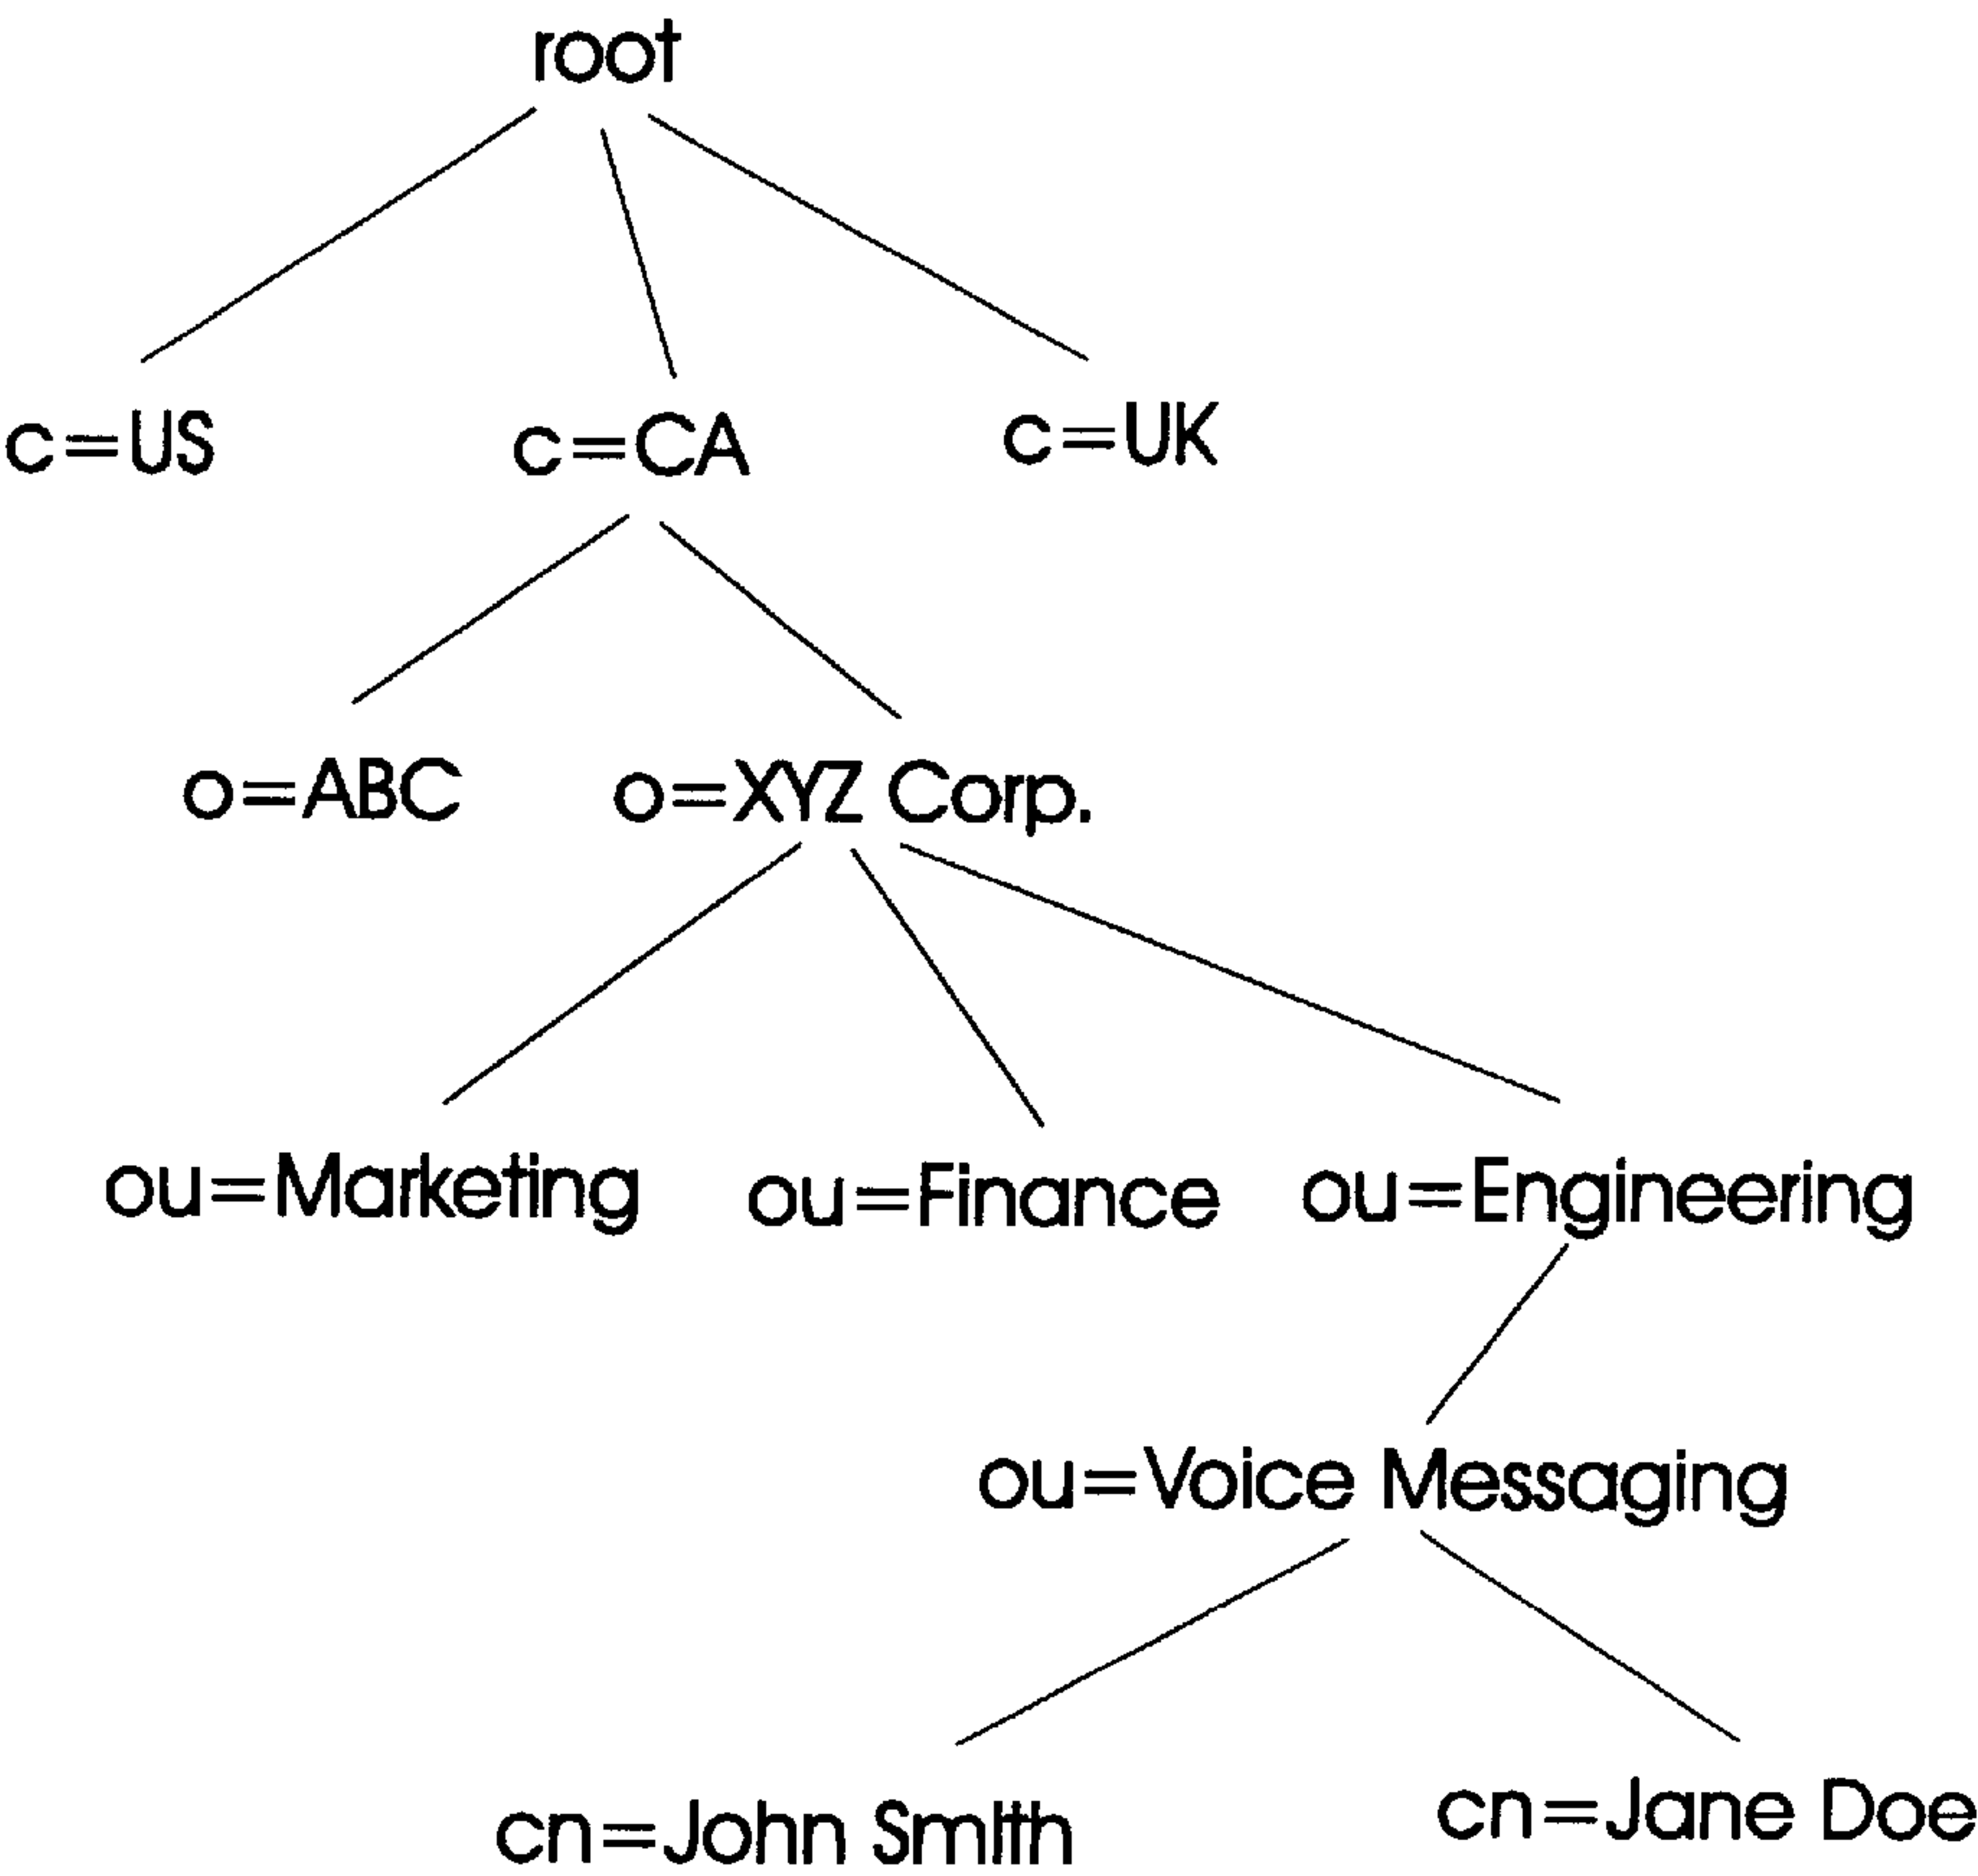 root
c=US
c=CA
c=UK
o=ABC
o=XYZ Corp.
ou=Marketing
ou=Finance
ou=Engineering
ou=Voice Messaging
cn=John Smith
cn=Jane Doe